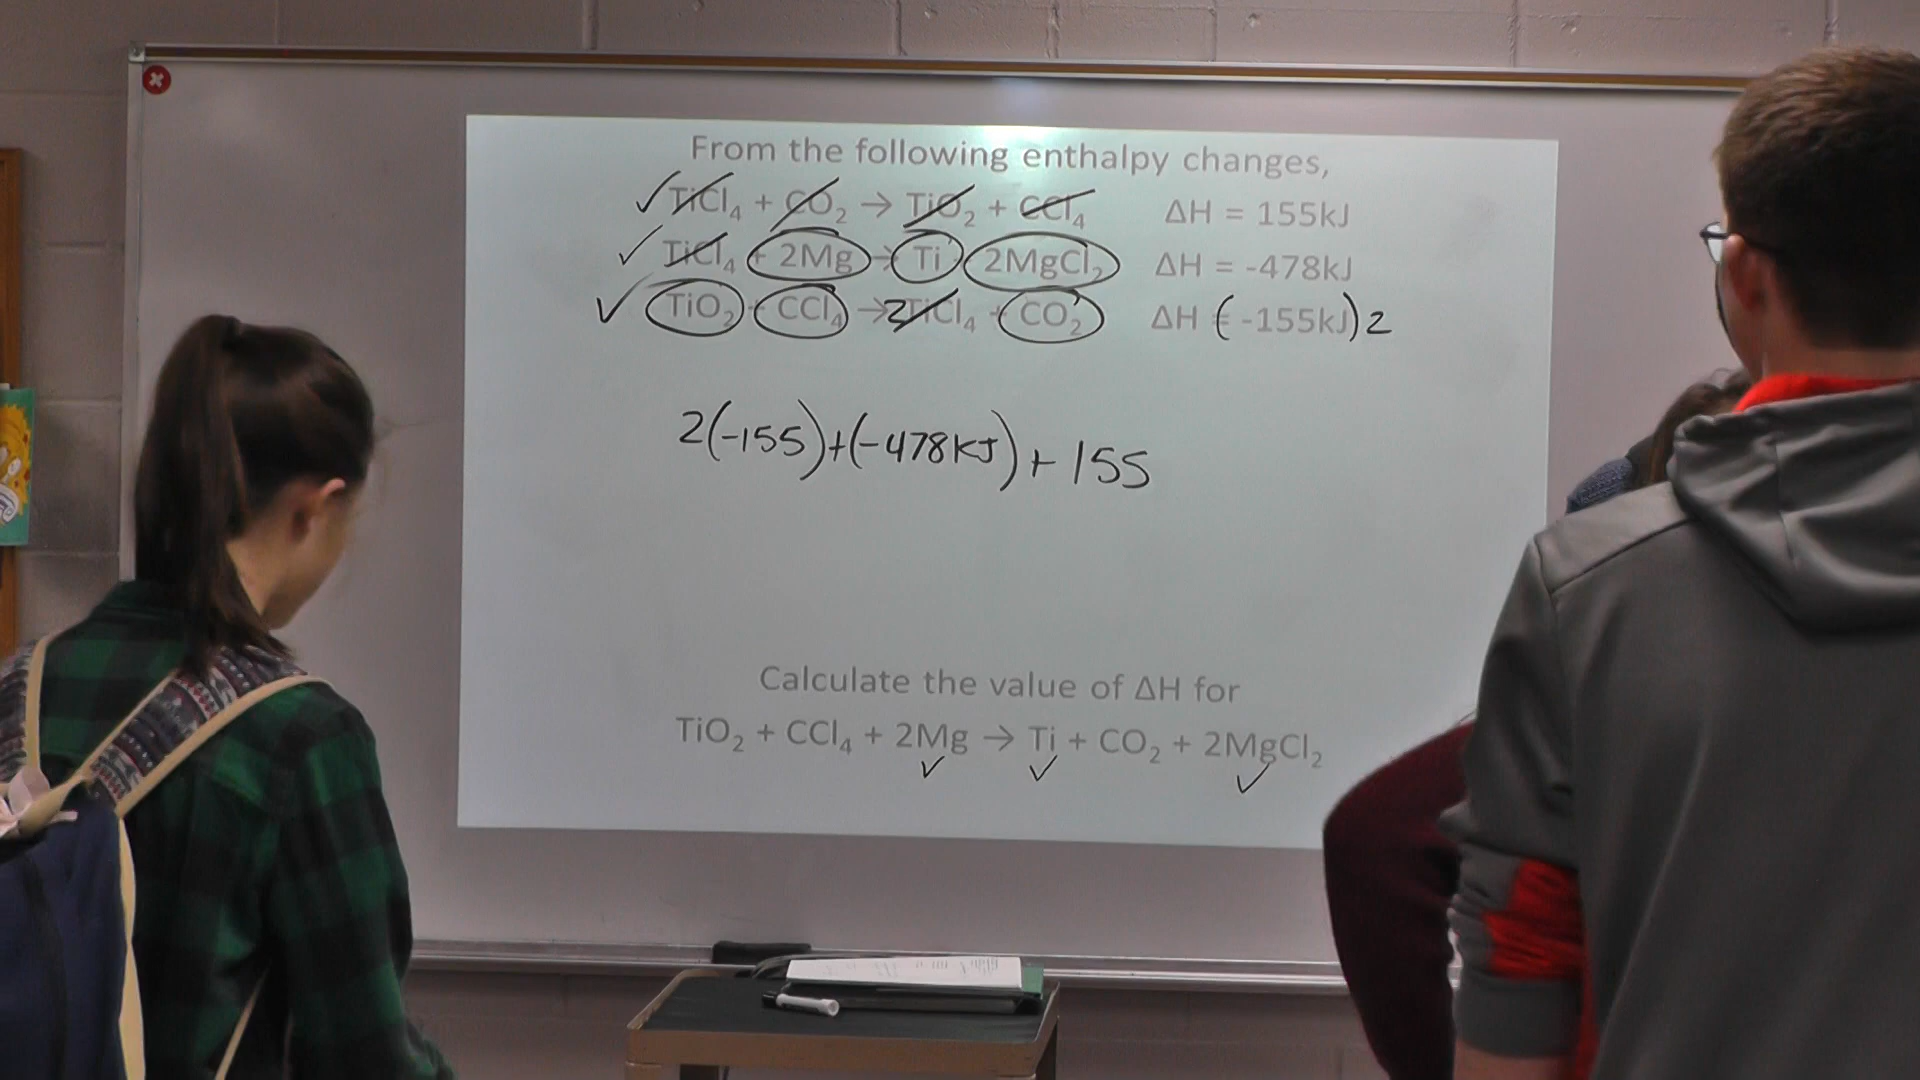 From the following enthalpy changes,
✓ TiCl₄ + CO₂ → TiO₂ + CCl₄ ΔH = 155kJ
✓ TiCl₄ + 2Mg → Ti + 2MgCl₂ ΔH = -478kJ
✓ TiO₂ + CCl₄ → 2TiCl₄ + CO₂ ΔH = (-155kJ)2
2(-155)+(-478KJ)+155
Calculate the value of ΔH for
TiO₂ + CCl₄ + 2Mg → Ti + CO₂ + 2MgCl₂
✓ ✓ ✓